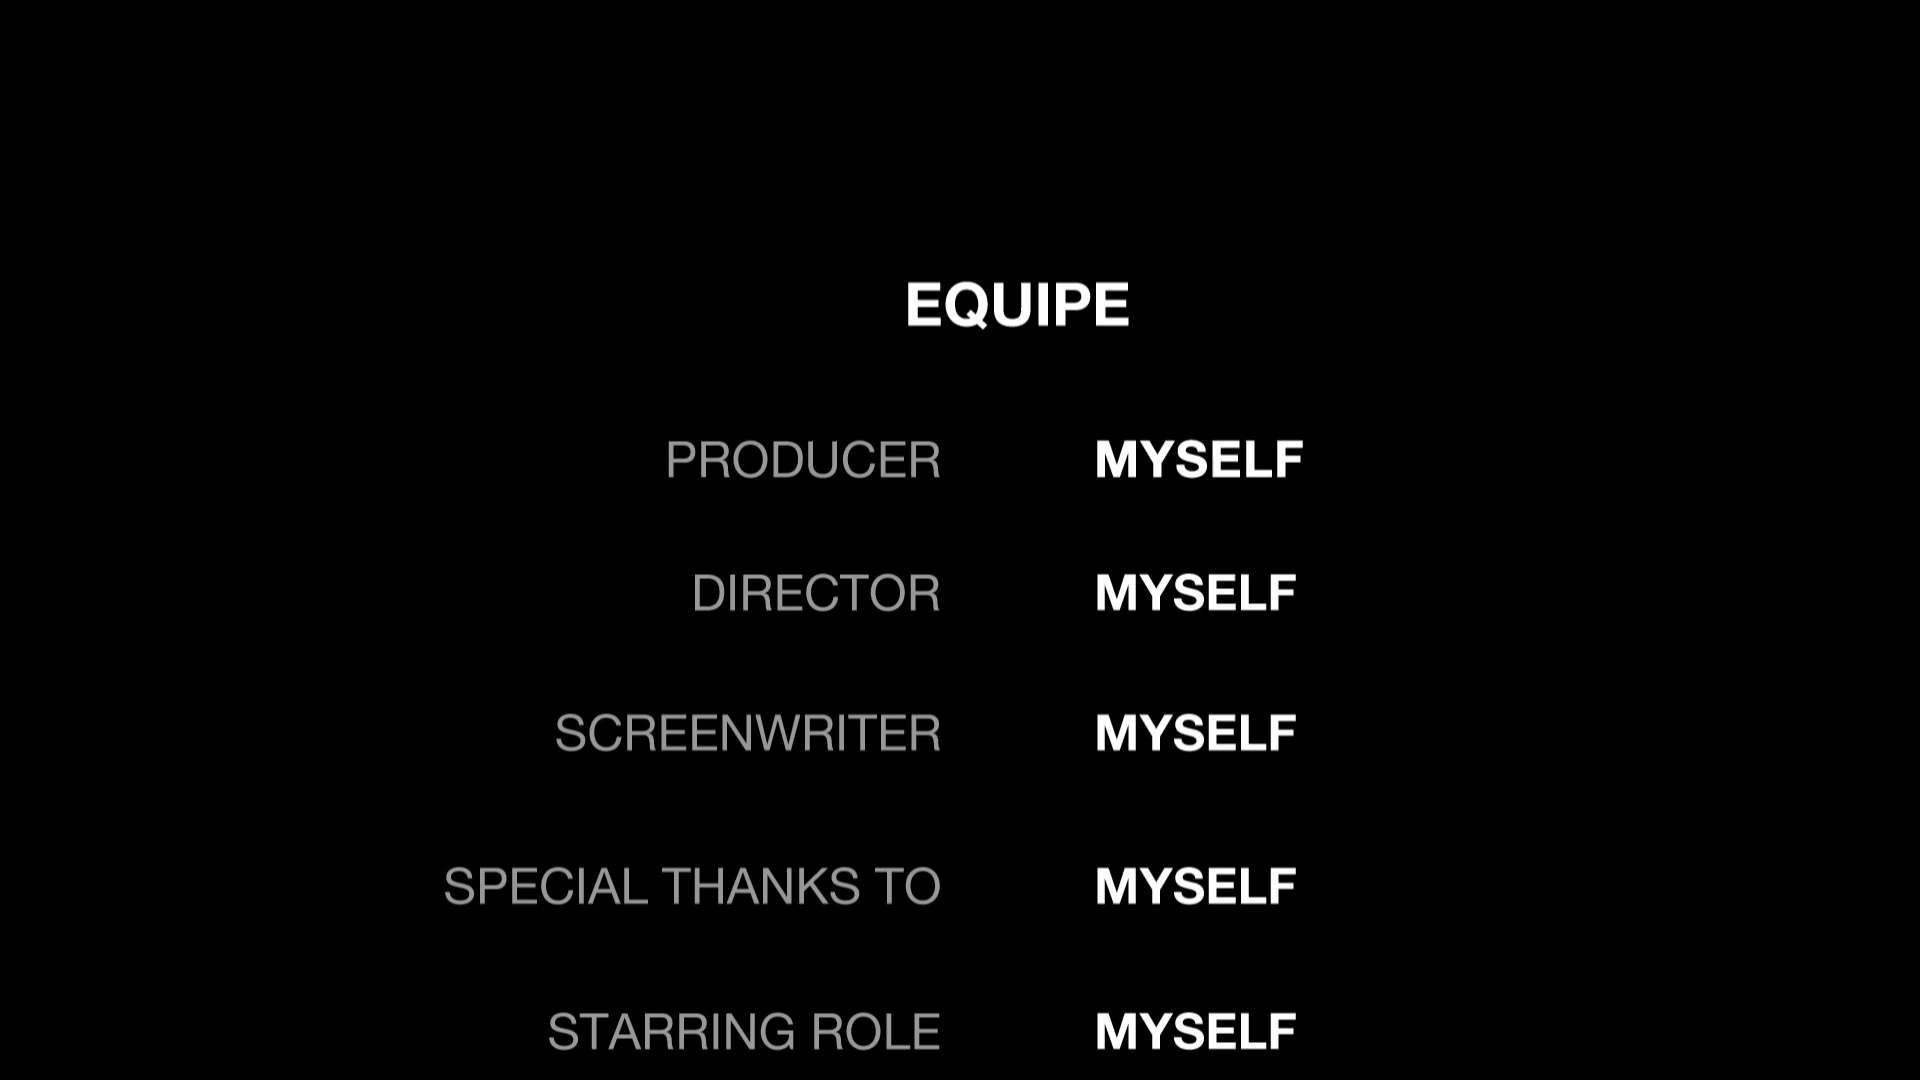 EQUIPE
PRODUCER MYSELF
DIRECTOR MYSELF
SCREENWRITER MYSELF
SPECIAL THANKS TO MYSELF
STARRING ROLE MYSELF